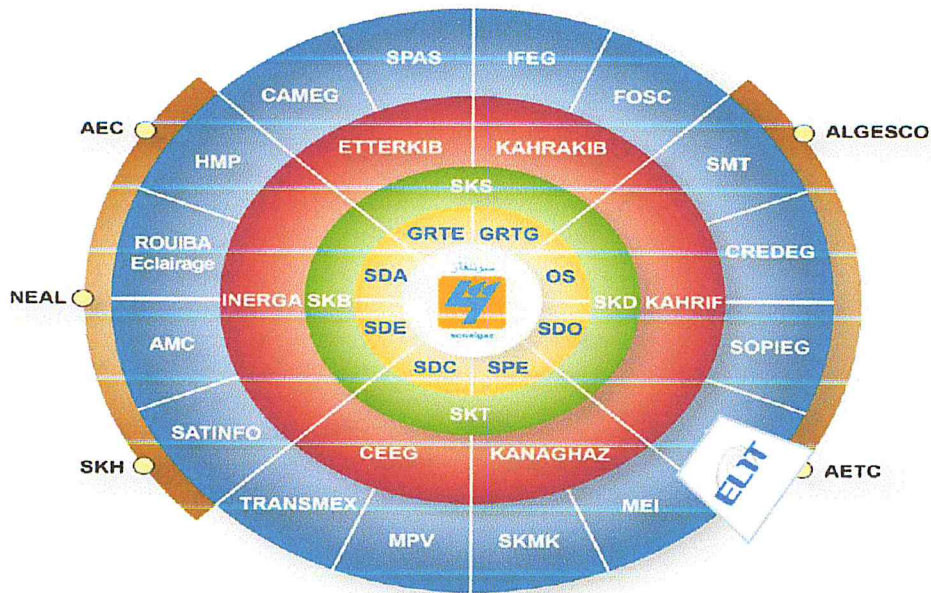 SPAS
IFEG
CAMEG
FOSC
AEC
ALGESCO
HMP
ETTERKIB
KAHRAKIB
SMT
SKS
GRTE
GRTG
ROUIBA
Eclairage
CREDEG
سونلغاز
SDA
OS
NEAL
INERGA
SKB
SKD
KAHRIF
sonelgaz
SDE
SDO
AMC
SOPIEG
SDC
SPE
SKT
SATINFO
CEEG
KANAGHAZ
SKH
ELIT
AETC
TRANSMEX
MEI
MPV
SKMK